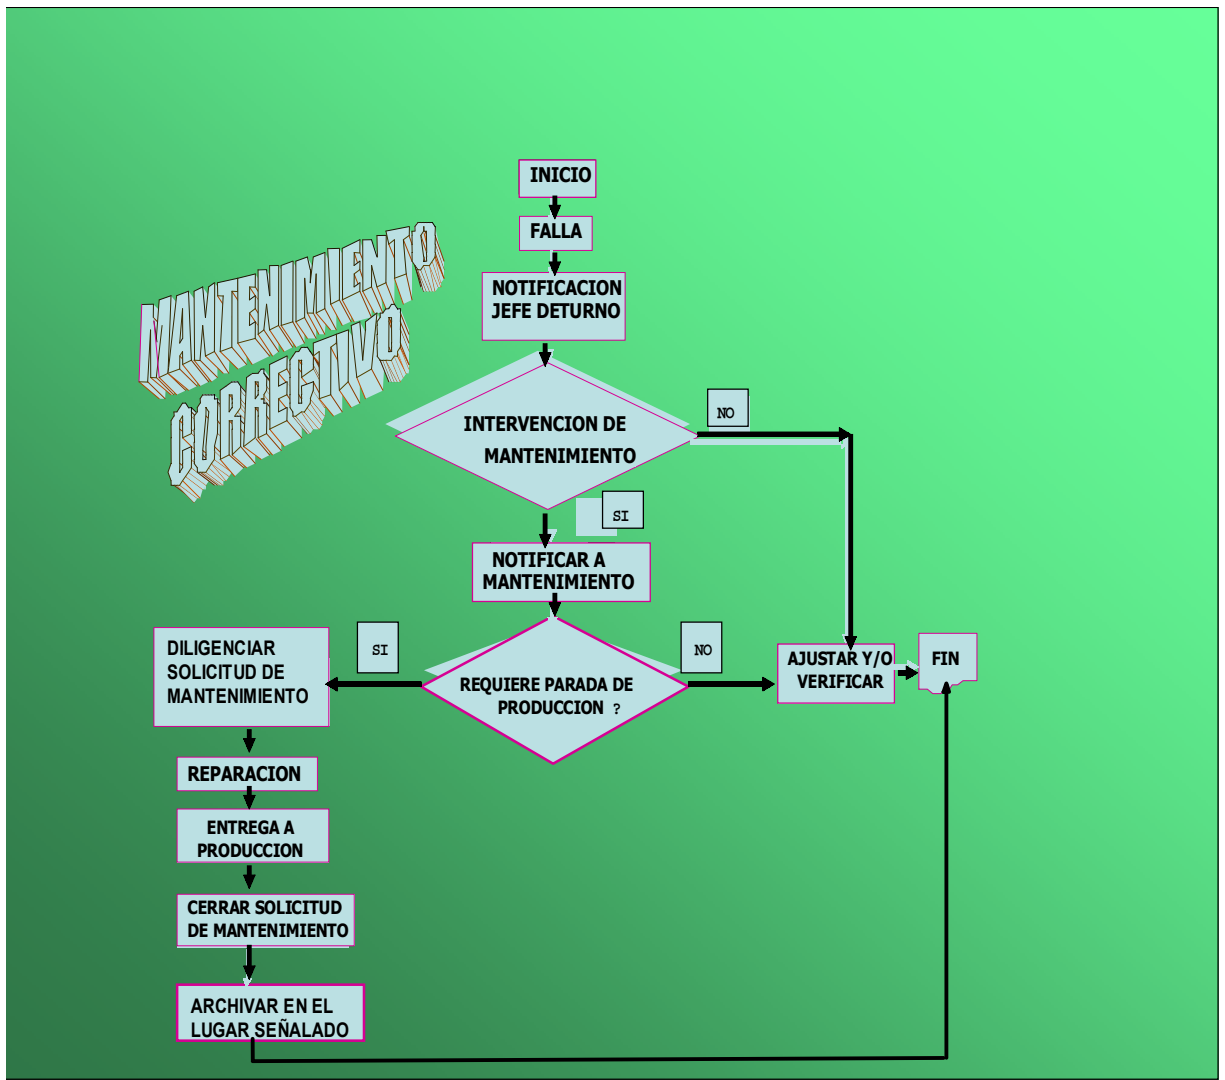 INICIO
FALLA
MANTENIMIENTO
CORRECTIVO
NOTIFICACION
JEFE DETURNO
NO
INTERVENCION DE
MANTENIMIENTO
SI
NOTIFICAR A
MANTENIMIENTO
SI
NO
DILIGENCIAR
SOLICITUD DE
MANTENIMIENTO
REQUIERE PARADA DE
PRODUCCION ?
AJUSTAR Y/O
VERIFICAR
FIN
REPARACION
ENTREGA A
PRODUCCION
CERRAR SOLICITUD
DE MANTENIMIENTO
ARCHIVAR EN EL
LUGAR SEÑALADO